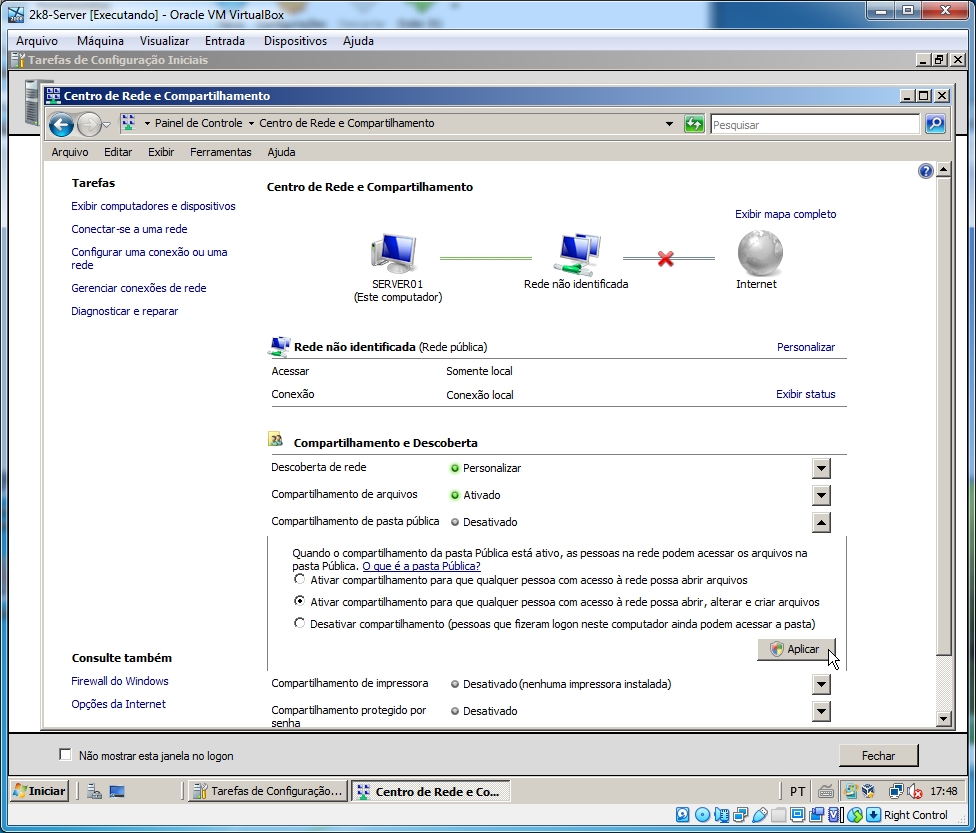 2k8-Server [Executando] - Oracle VM VirtualBox
Arquivo Máquina Visualizar Entrada Dispositivos Ajuda
Tarefas de Configuração Iniciais
Centro de Rede e Compartilhamento
Painel de Controle Centro de Rede e Compartilhamento
Pesquisar
Arquivo Editar Exibir Ferramentas Ajuda
Tarefas
Exibir computadores e dispositivos
Conectar-se a uma rede
Configurar uma conexão ou uma
rede
Gerenciar conexões de rede
Diagnosticar e reparar
Centro de Rede e Compartilhamento
Exibir mapa completo
SERVER01
(Este computador)
Rede não identificada
Internet
Rede não identificada (Rede pública) Personalizar
Acessar Somente local
Conexão Conexão local Exibir status
Compartilhamento e Descoberta
Descoberta de rede Personalizar
Compartilhamento de arquivos Ativado
Compartilhamento de pasta pública Desativado
Quando o compartilhamento da pasta Pública está ativo, as pessoas na rede podem acessar os arquivos na
pasta Pública. O que é a pasta Pública?
Ativar compartilhamento para que qualquer pessoa com acesso à rede possa abrir arquivos
Ativar compartilhamento para que qualquer pessoa com acesso à rede possa abrir, alterar e criar arquivos
Desativar compartilhamento (pessoas que fizeram logon neste computador ainda podem acessar a pasta)
Aplicar
Compartilhamento de impressora Desativado (nenhuma impressora instalada)
Compartilhamento protegido por
senha
Desativado
Consulte também
Firewall do Windows
Opções da Internet
Não mostrar esta janela no logon
Fechar
Iniciar Tarefas de Configuração... Centro de Rede e Co... PT 17:48
Right Control